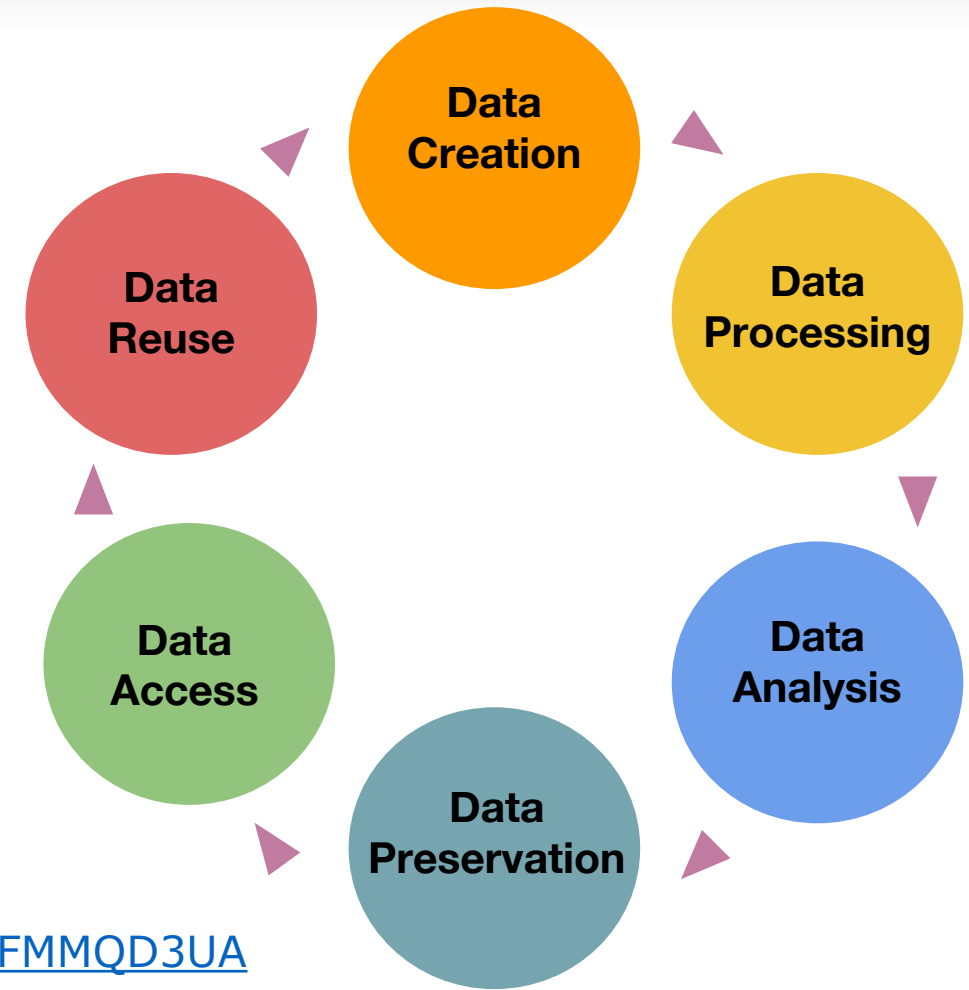 Data
Creation
Data
Processing
Data
Analysis
Data
Preservation
Data
Access
Data
Reuse
FMMQD3UA